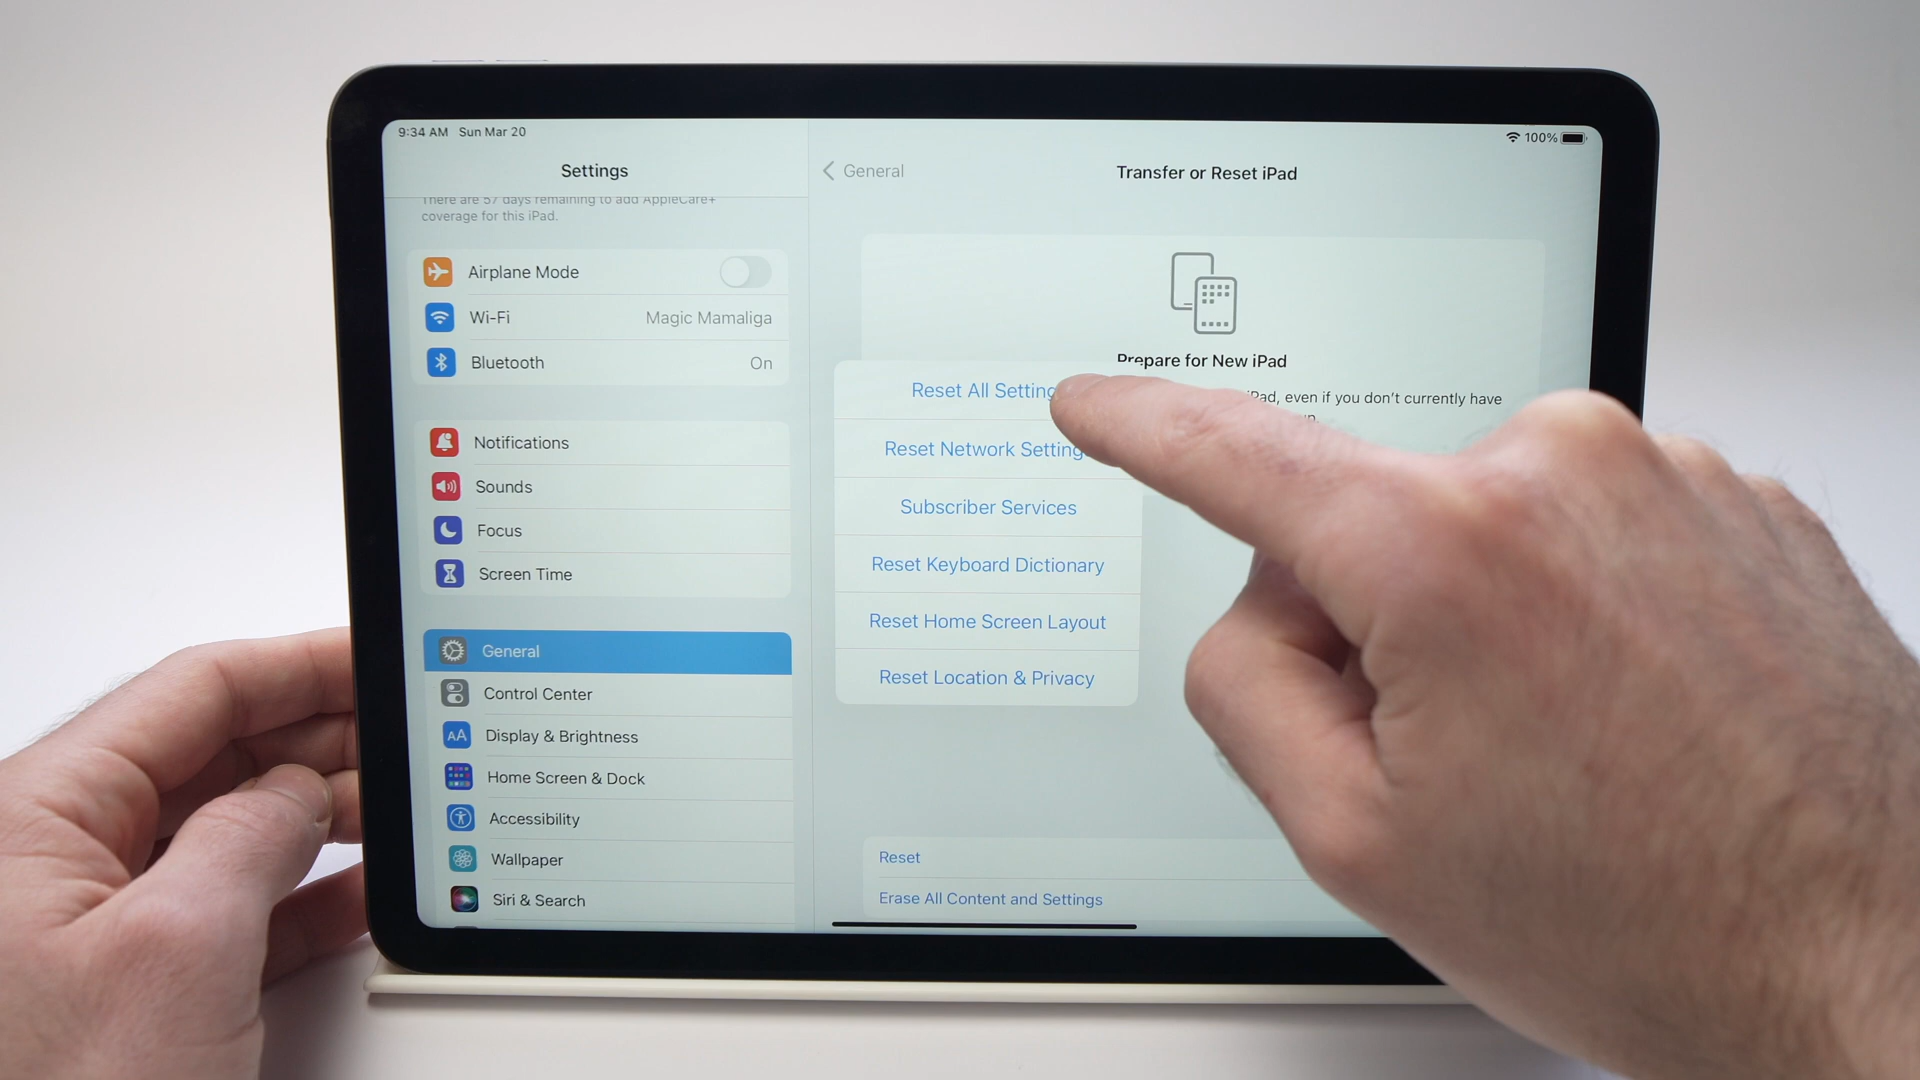 9:34 AM Sun Mar 20
100%
Settings
There are 57 days remaining to add AppleCare+
coverage for this iPad.
Airplane Mode
Wi-Fi Magic Mamaliga
Bluetooth On
Notifications
Sounds
Focus
Screen Time
General
Control Center
AA Display & Brightness
Home Screen & Dock
Accessibility
Wallpaper
Siri & Search
General
Transfer or Reset iPad
Prepare for New iPad
iPad, even if you don't currently have
Reset All Setting
Reset Network Setting
Subscriber Services
Reset Keyboard Dictionary
Reset Home Screen Layout
Reset Location & Privacy
Reset
Erase All Content and Settings